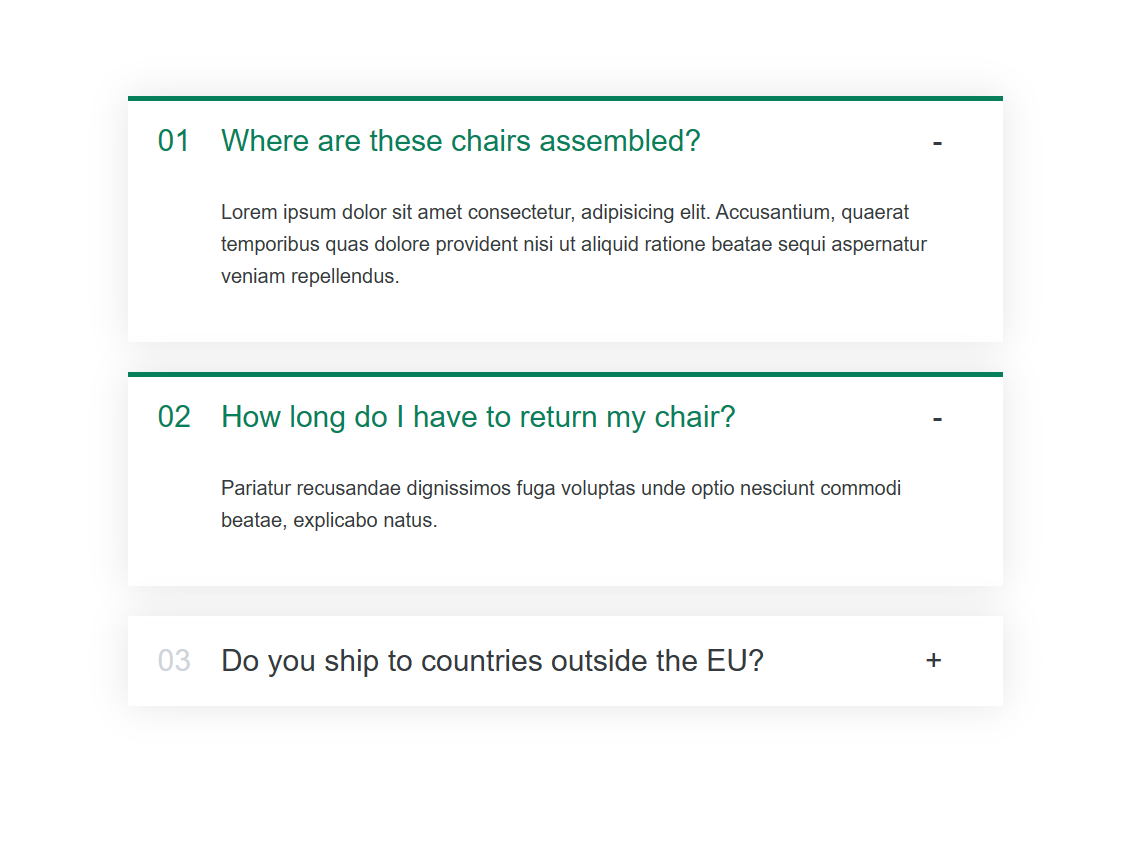 01 Where are these chairs assembled? -
Lorem ipsum dolor sit amet consectetur, adipisicing elit. Accusantium, quaerat
temporibus quas dolore provident nisi ut aliquid ratione beatae sequi aspernatur
veniam repellendus.
02 How long do I have to return my chair? -
Pariatur recusandae dignissimos fuga voluptas unde optio nesciunt commodi
beatae, explicabo natus.
03 Do you ship to countries outside the EU? +